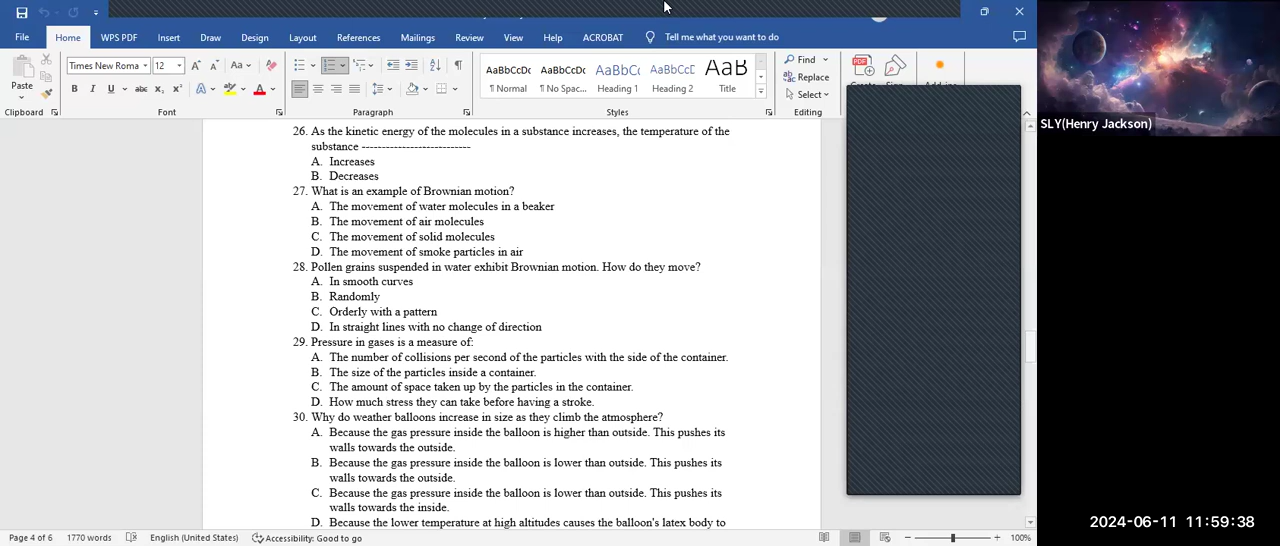 File Home WPS PDF Insert Draw Design Layout References Mailings Review View Help ACROBAT Tell me what you want to do
Times New Roma 12 Aa
Paste
B I U abc x x A ab A
Clipboard Font Paragraph Styles Editing
AaBbCcDc AaBbCcDc AaBbC AaBbCcD AaB
¶ Normal ¶ No Spac... Heading 1 Heading 2 Title
Find
Replace
Select
26. As the kinetic energy of the molecules in a substance increases, the temperature of the
substance ---------------------------
A. Increases
B. Decreases
27. What is an example of Brownian motion?
A. The movement of water molecules in a beaker
B. The movement of air molecules
C. The movement of solid molecules
D. The movement of smoke particles in air
28. Pollen grains suspended in water exhibit Brownian motion. How do they move?
A. In smooth curves
B. Randomly
C. Orderly with a pattern
D. In straight lines with no change of direction
29. Pressure in gases is a measure of:
A. The number of collisions per second of the particles with the side of the container.
B. The size of the particles inside a container.
C. The amount of space taken up by the particles in the container.
D. How much stress they can take before having a stroke.
30. Why do weather balloons increase in size as they climb the atmosphere?
A. Because the gas pressure inside the balloon is higher than outside. This pushes its
walls towards the outside.
B. Because the gas pressure inside the balloon is lower than outside. This pushes its
walls towards the outside.
C. Because the gas pressure inside the balloon is lower than outside. This pushes its
walls towards the inside.
D. Because the lower temperature at high altitudes causes the balloon's latex body to
Page 4 of 6 1770 words English (United States) Accessibility: Good to go 100%
SLY(Henry Jackson)
2024-06-11 11:59:38